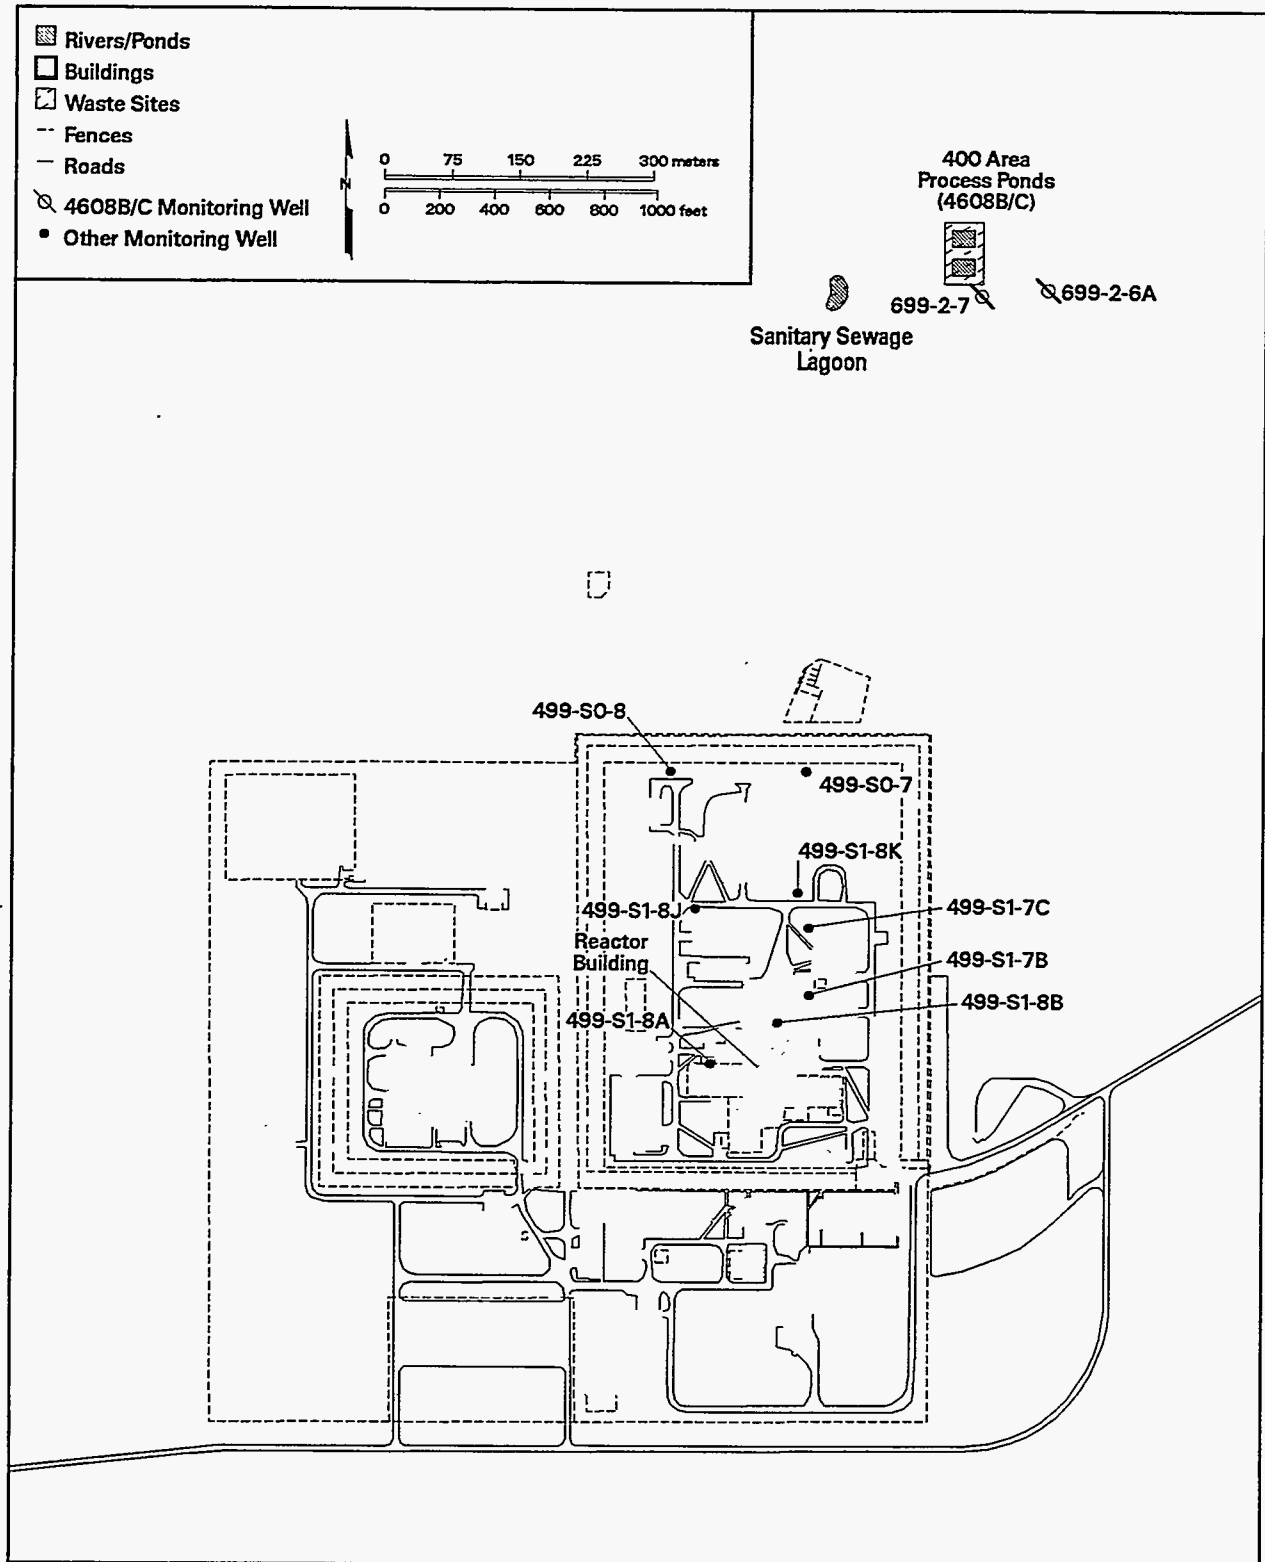 Rivers/Ponds
Buildings
Waste Sites
Fences
Roads
4608B/C Monitoring Well
Other Monitoring Well
N
0 75 150 225 300 meters
0 200 400 600 800 1000 feet
400 Area
Process Ponds
(4608B/C)
699-2-7
699-2-6A
Sanitary Sewage
Lagoon
499-S0-8
499-S0-7
499-S1-8K
499-S1-8J
499-S1-7C
Reactor
Building
499-S1-7B
499-S1-8B
499-S1-8A